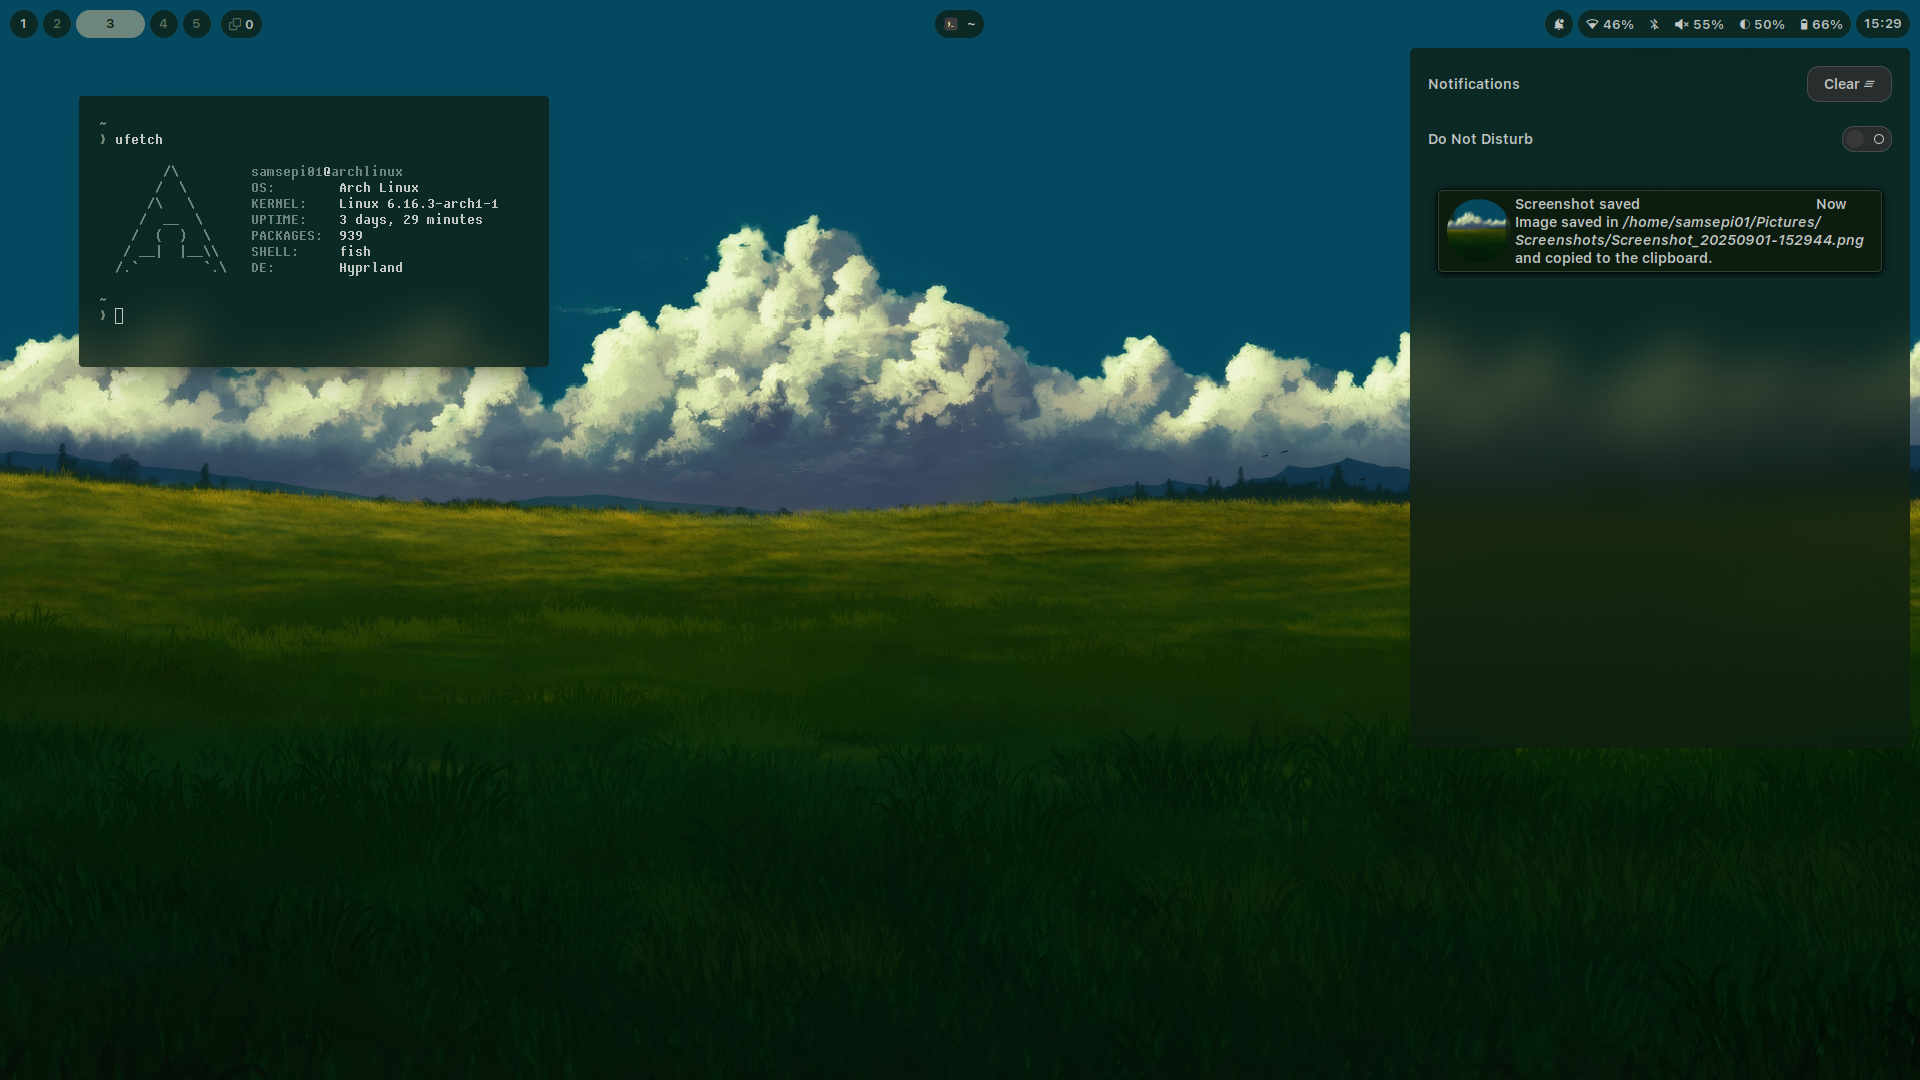 1 2 3 4 5 0
~
46% 55% 50% 66% 15:29
~
❯ ufetch
samsepi01@archlinux
OS: Arch Linux
KERNEL: Linux 6.16.3-arch1-1
UPTIME: 3 days, 29 minutes
PACKAGES: 939
SHELL: fish
DE: Hyprland
~
❯
Notifications Clear
Do Not Disturb
Screenshot saved Now
Image saved in /home/samsepi01/Pictures/
Screenshots/Screenshot_20250901-152944.png
and copied to the clipboard.